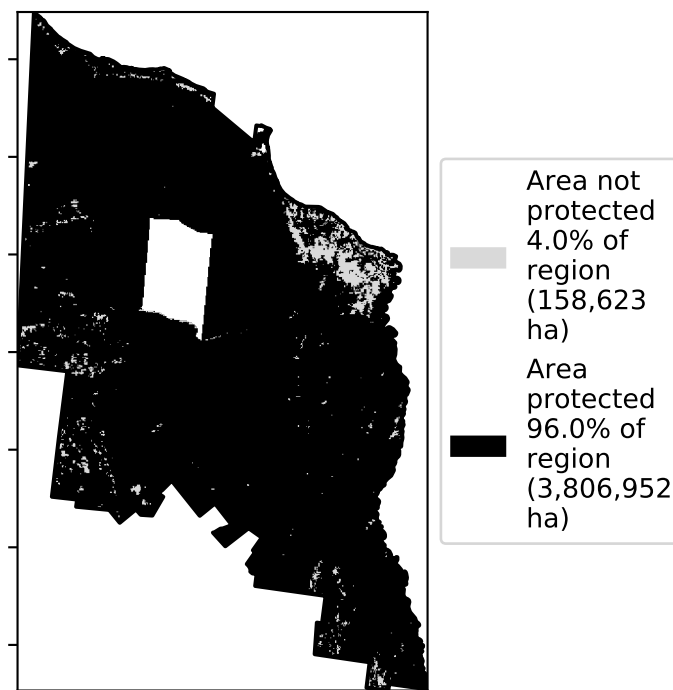 Area not
protected
4.0% of
region
(158,623
ha)
Area
protected
96.0% of
region
(3,806,952
ha)